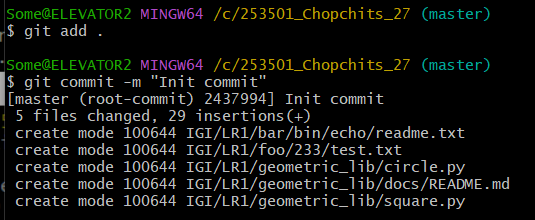 Some@ELEVATOR2 MINGW64 /c/253501_Chopchits_27 (master)
$ git add .
Some@ELEVATOR2 MINGW64 /c/253501_Chopchits_27 (master)
$ git commit -m "Init commit"
[master (root-commit) 2437994] Init commit
 5 files changed, 29 insertions(+)
 create mode 100644 IGI/LR1/bar/bin/echo/readme.txt
 create mode 100644 IGI/LR1/foo/233/test.txt
 create mode 100644 IGI/LR1/geometric_lib/circle.py
 create mode 100644 IGI/LR1/geometric_lib/docs/README.md
 create mode 100644 IGI/LR1/geometric_lib/square.py